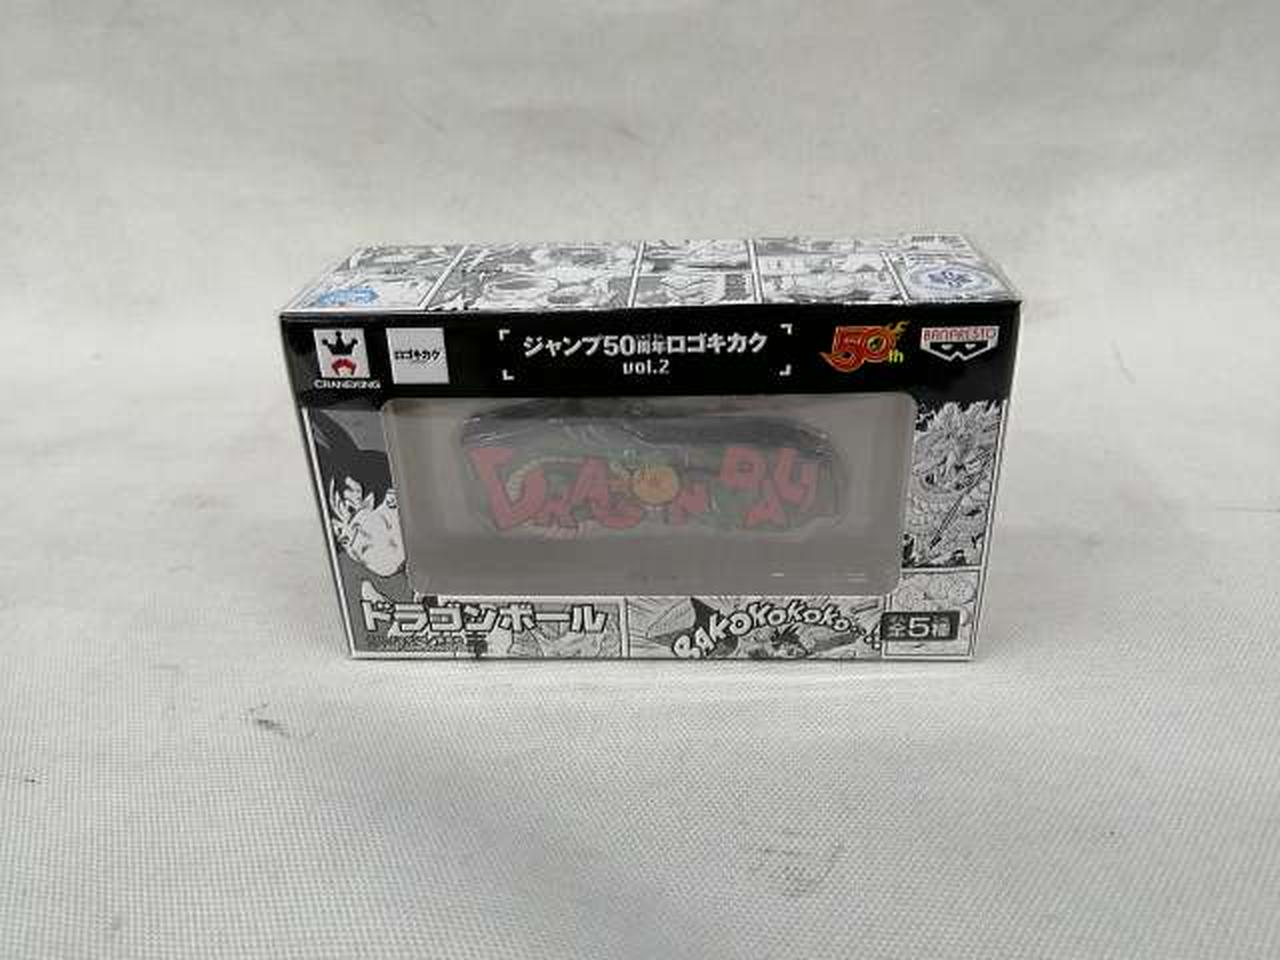 CRANEKING
ロゴキカク
ジャンプ50周年ロゴキカク
vol.2
50th
BANPRESTO
DRAGON BALL
ドラゴンボール
BAKOKOKOKO...!!
全5種